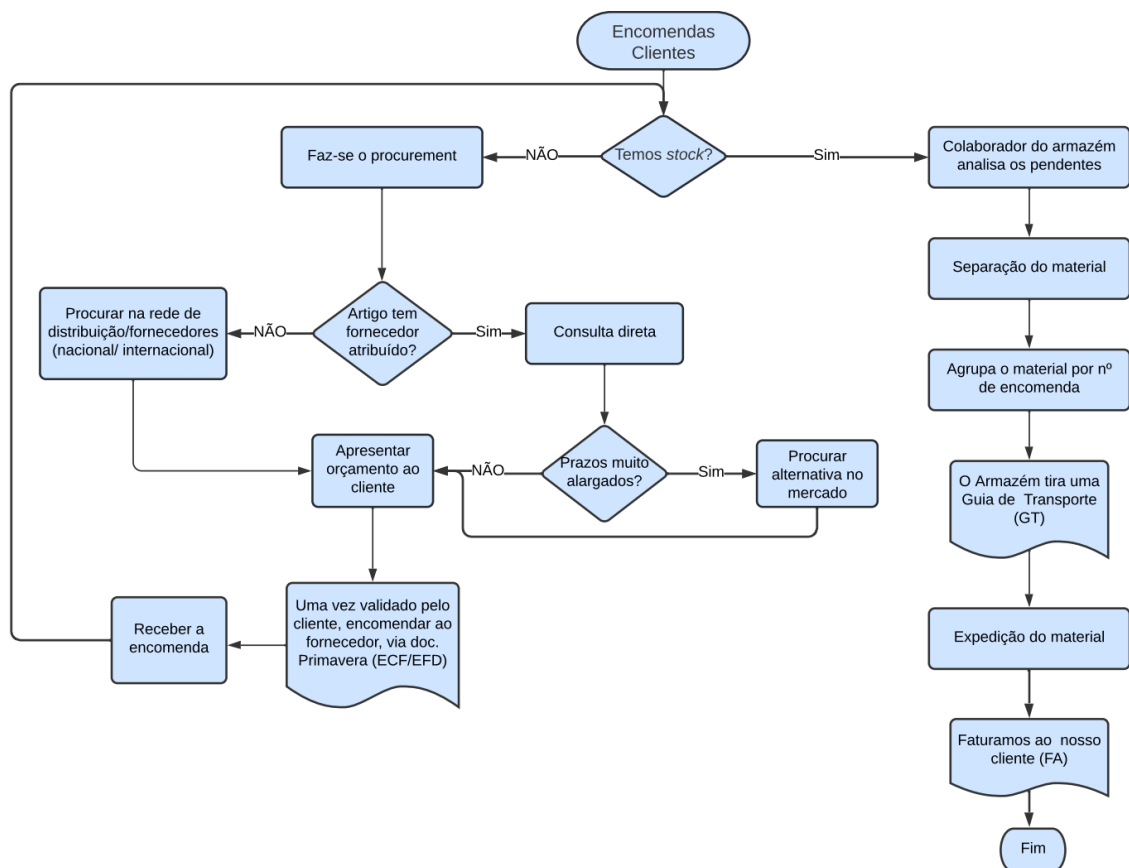 Encomendas
Clientes
Faz-se o procurement
NÃO
Temos stock?
Sim
Colaborador do armazém
analisa os pendentes
Separação do material
Procurar na rede de
distribuição/fornecedores
(nacional/ internacional)
NÃO
Artigo tem
fornecedor
atribuído?
Sim
Consulta direta
Agrupa o material por nº
de encomenda
Apresentar
orçamento ao
cliente
NÃO
Prazos muito
alargados?
Sim
Procurar
alternativa no
mercado
O Armazém tira uma
Guia de Transporte
(GT)
Receber a
encomenda
Uma vez validado pelo
cliente, encomendar ao
fornecedor, via doc.
Primavera (ECF/EFD)
Expedição do material
Faturamos ao nosso
cliente (FA)
Fim